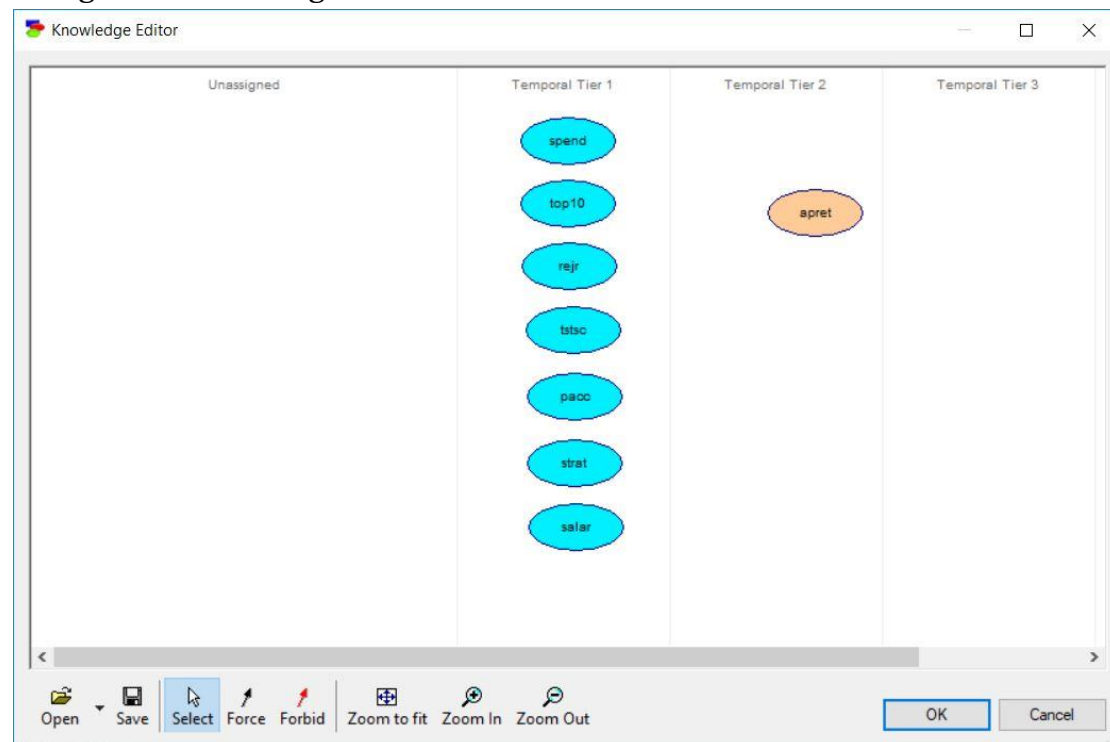 Knowledge Editor
Unassigned Temporal Tier 1 Temporal Tier 2 Temporal Tier 3
spend
top10
apret
rejr
tstsc
pacc
strat
salar
Open Save Select Force Forbid Zoom to fit Zoom In Zoom Out OK Cancel